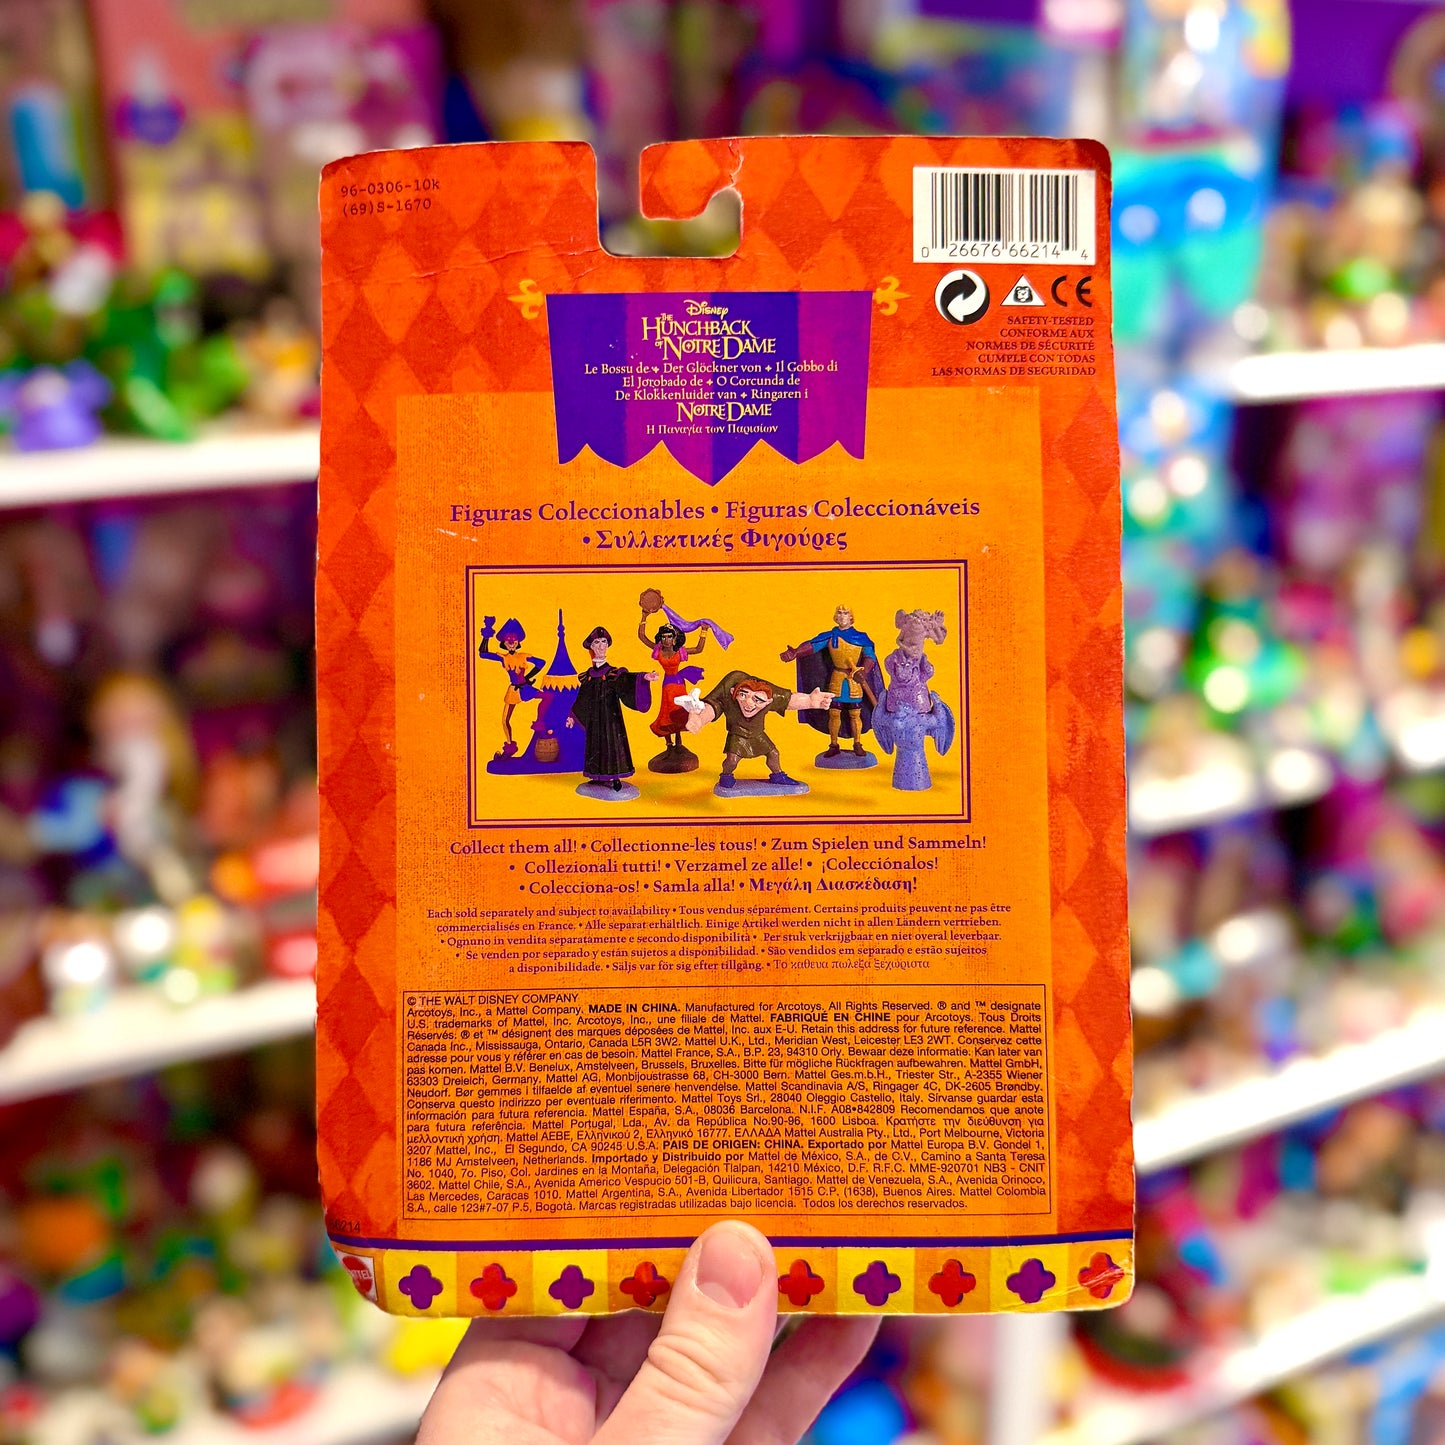 96-0306-10k
(69)S-1670
0 26676 66214 4
CE
SAFETY-TESTED
CONFORME AUX
NORMES DE SÉCURITÉ
CUMPLE CON TODAS
LAS NORMAS DE SEGURIDAD
Disney
THE HUNCHBACK
OF NOTRE DAME
Le Bossu de + Der Glöckner von + Il Gobbo di
El Jorobado de + O Corcunda de
De Klokkenluider van + Ringaren i
NOTRE DAME
Η Παναγία των Παρισίων
Figuras Coleccionables • Figuras Coleccionáveis
• Συλλεκτικές Φιγούρες
Collect them all! • Collectionne-les tous! • Zum Spielen und Sammeln!
• Collezionali tutti! • Verzamel ze alle! • ¡Colecciónalos!
• Colecciona-os! • Samla alla! • Μεγάλη Διασκέδαση!
Each sold separately and subject to availability • Tous vendus séparément. Certains produits peuvent ne pas être
commercialisés en France. • Alle separat erhältlich. Einige Artikel werden nicht in allen Ländern vertrieben.
• Ognuno in vendita separatamente e secondo disponibilità • Per stuk verkrijgbaar en niet overal leverbaar.
• Se venden por separado y están sujetos a disponibilidad. • São vendidos em separado e estão sujeitos
a disponibilidade. • Säljs var för sig efter tillgång. • Το καθένα πωλείξα ξεχωριστα
© THE WALT DISNEY COMPANY
Arcotoys, Inc., a Mattel Company. MADE IN CHINA. Manufactured for Arcotoys. All Rights Reserved. ® and ™ designate
U.S. trademarks of Mattel, Inc. Arcotoys, Inc., une filiale de Mattel. FABRIQUÉ EN CHINE pour Arcotoys. Tous Droits
Réservés. ® et ™ désignent des marques déposées de Mattel, Inc. aux E-U. Retain this address for future reference. Mattel
Canada Inc., Mississauga, Ontario, Canada L5R 3W2. Mattel U.K., Ltd., Meridian West, Leicester LE3 2WT. Conservez cette
adresse pour vous y référer en cas de besoin. Mattel France, S.A., B.P. 23, 94310 Orly. Bewaar deze informatie. Kan later van
pas komen. Mattel B.V. Benelux, Amstelveen, Brussels, Bruxelles. Bitte für mögliche Rückfragen aufbewahren. Mattel GmbH,
63303 Dreieich, Germany. Mattel AG, Monbijoustrasse 68, CH-3000 Bern. Mattel Ges.m.b.H., Triester Str., A-2355 Wiener
Neudorf. Bør gemmes i tilfælde af eventuel senere henvendelse. Mattel Scandinavia A/S, Ringager 4C, DK-2605 Brøndby.
Conserva questo indirizzo per eventuale riferimento. Mattel Toys Srl., 28040 Oleggio Castello, Italy. Sírvanse guardar esta
información para futura referencia. Mattel España, S.A., 08036 Barcelona. N.I.F. A08•842809 Recomendamos que anote
para futura referência. Mattel Portugal, Lda., Av. da República No.90-96, 1600 Lisboa. Κρατήστε την διεύθυνση για
μελλοντική χρήση. Mattel AEBE, Ελληνικού 2, Ελληνικό 16777. ΕΛΛΑΔΑ Mattel Australia Pty., Ltd., Port Melbourne, Victoria
3207 Mattel, Inc., El Segundo, CA 90245 U.S.A. PAIS DE ORIGEN: CHINA. Exportado por Mattel Europa B.V. Gondel 1,
1186 MJ Amstelveen, Netherlands. Importado y Distribuido por Mattel de México, S.A., de C.V., Camino a Santa Teresa
No. 1040, 7o. Piso, Col. Jardines en la Montaña, Delegación Tlalpan, 14210 México, D.F. R.F.C. MME-920701 NB3 - CNIT
3602. Mattel Chile, S.A., Avenida Americo Vespucio 501-B, Quilicura, Santiago. Mattel de Venezuela, S.A., Avenida Orinoco,
Las Mercedes, Caracas 1010. Mattel Argentina, S.A., Avenida Libertador 1515 C.P. (1638), Buenos Aires. Mattel Colombia
S.A., calle 123#7-07 P.5, Bogotà. Marcas registradas utilizadas bajo licencia. Todos los derechos reservados.